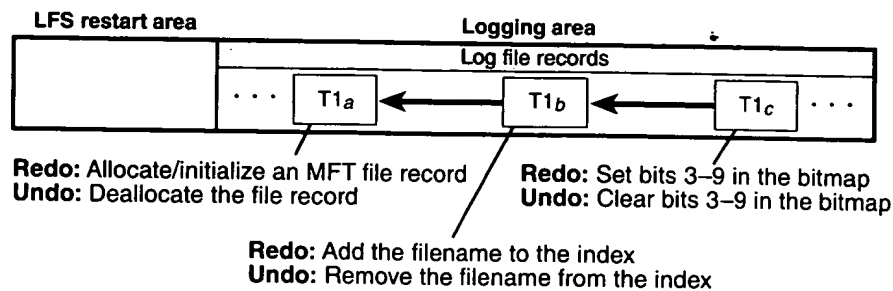 LFS restart area
Logging area
Log file records
· · · T1a T1b T1c · · ·
Redo: Allocate/initialize an MFT file record
Undo: Deallocate the file record
Redo: Set bits 3–9 in the bitmap
Undo: Clear bits 3–9 in the bitmap
Redo: Add the filename to the index
Undo: Remove the filename from the index